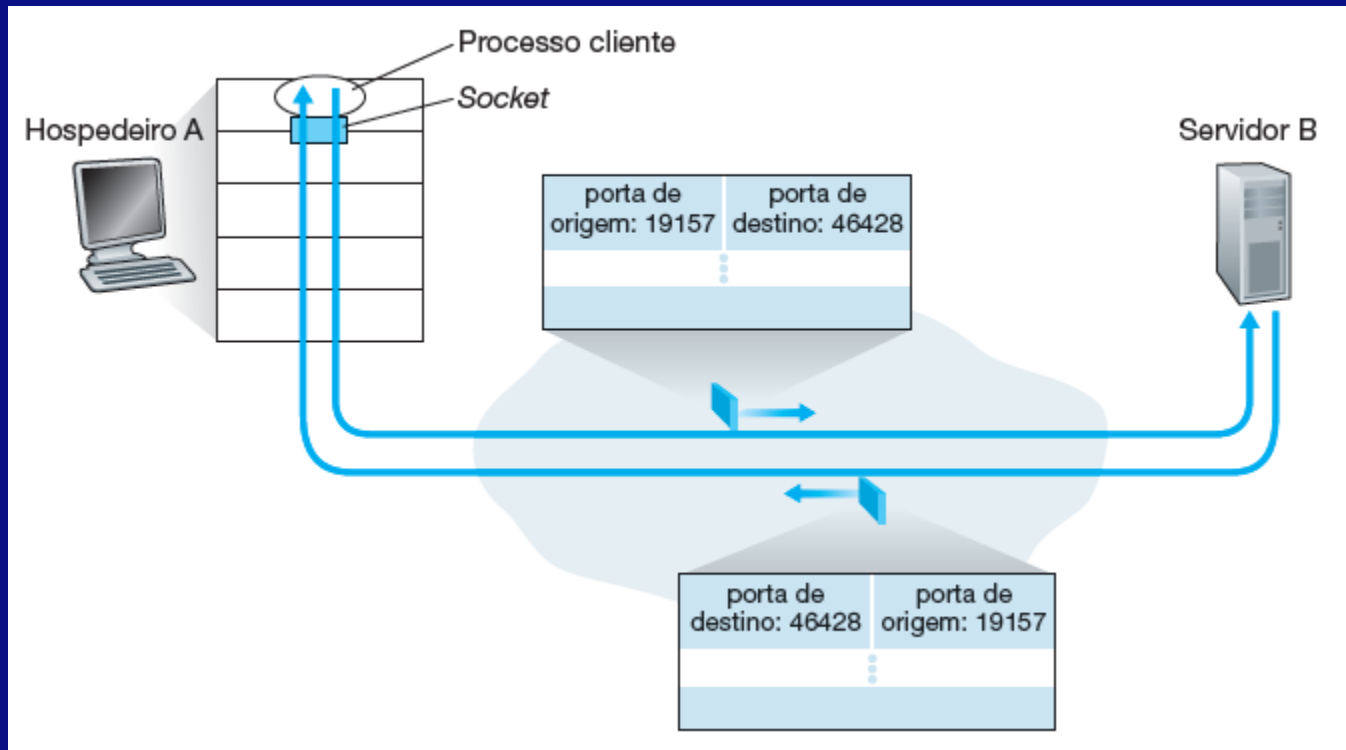 Processo cliente
Socket
Hospedeiro A
Servidor B
porta de
origem: 19157
porta de
destino: 46428
porta de
destino: 46428
porta de
origem: 19157